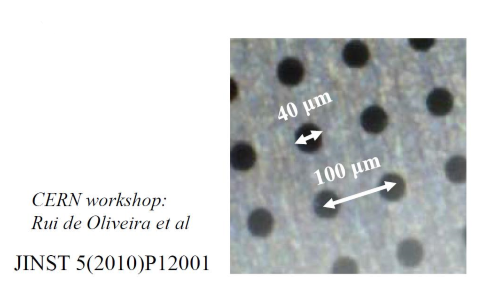 40 µm
100 µm
CERN workshop:
Rui de Oliveira et al
JINST 5(2010)P12001